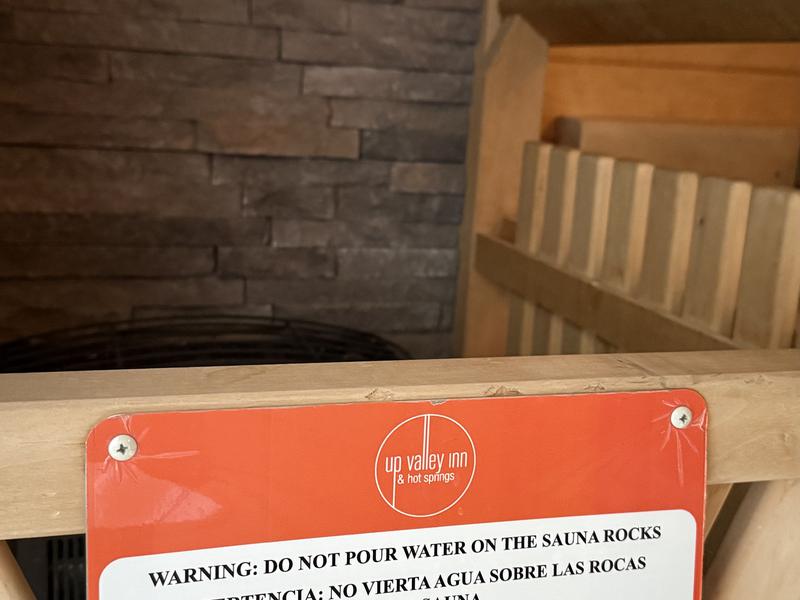 up valley inn
& hot springs
WARNING: DO NOT POUR WATER ON THE SAUNA ROCKS
NO VIERTA AGUA SOBRE LAS ROCAS
SAUNA